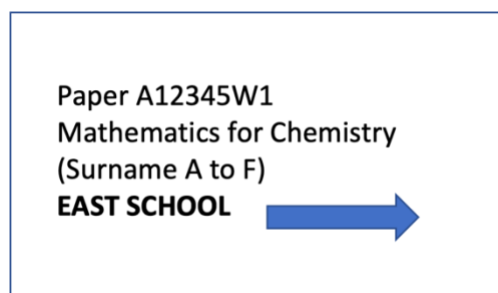 Paper A12345W1
Mathematics for Chemistry
(Surname A to F)
EAST SCHOOL